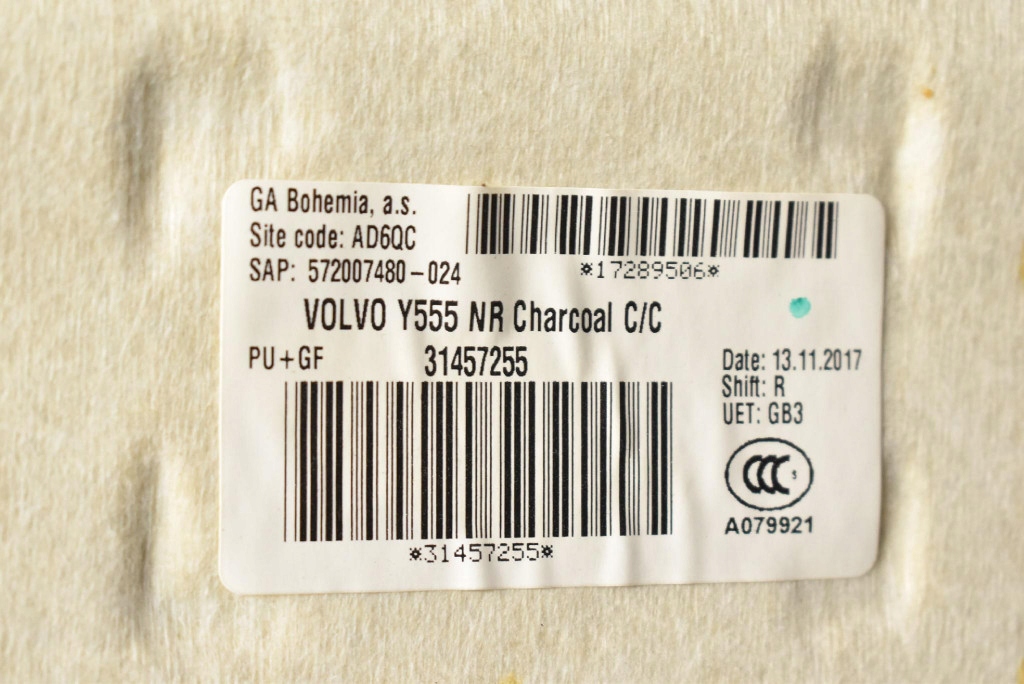 GA Bohemia, a.s.
Site code: AD6QC
SAP: 572007480-024
*17289506*
VOLVO Y555 NR Charcoal C/C
PU+GF
31457255
Date: 13.11.2017
Shift: R
UET: GB3
*31457255*
CCC S
A079921